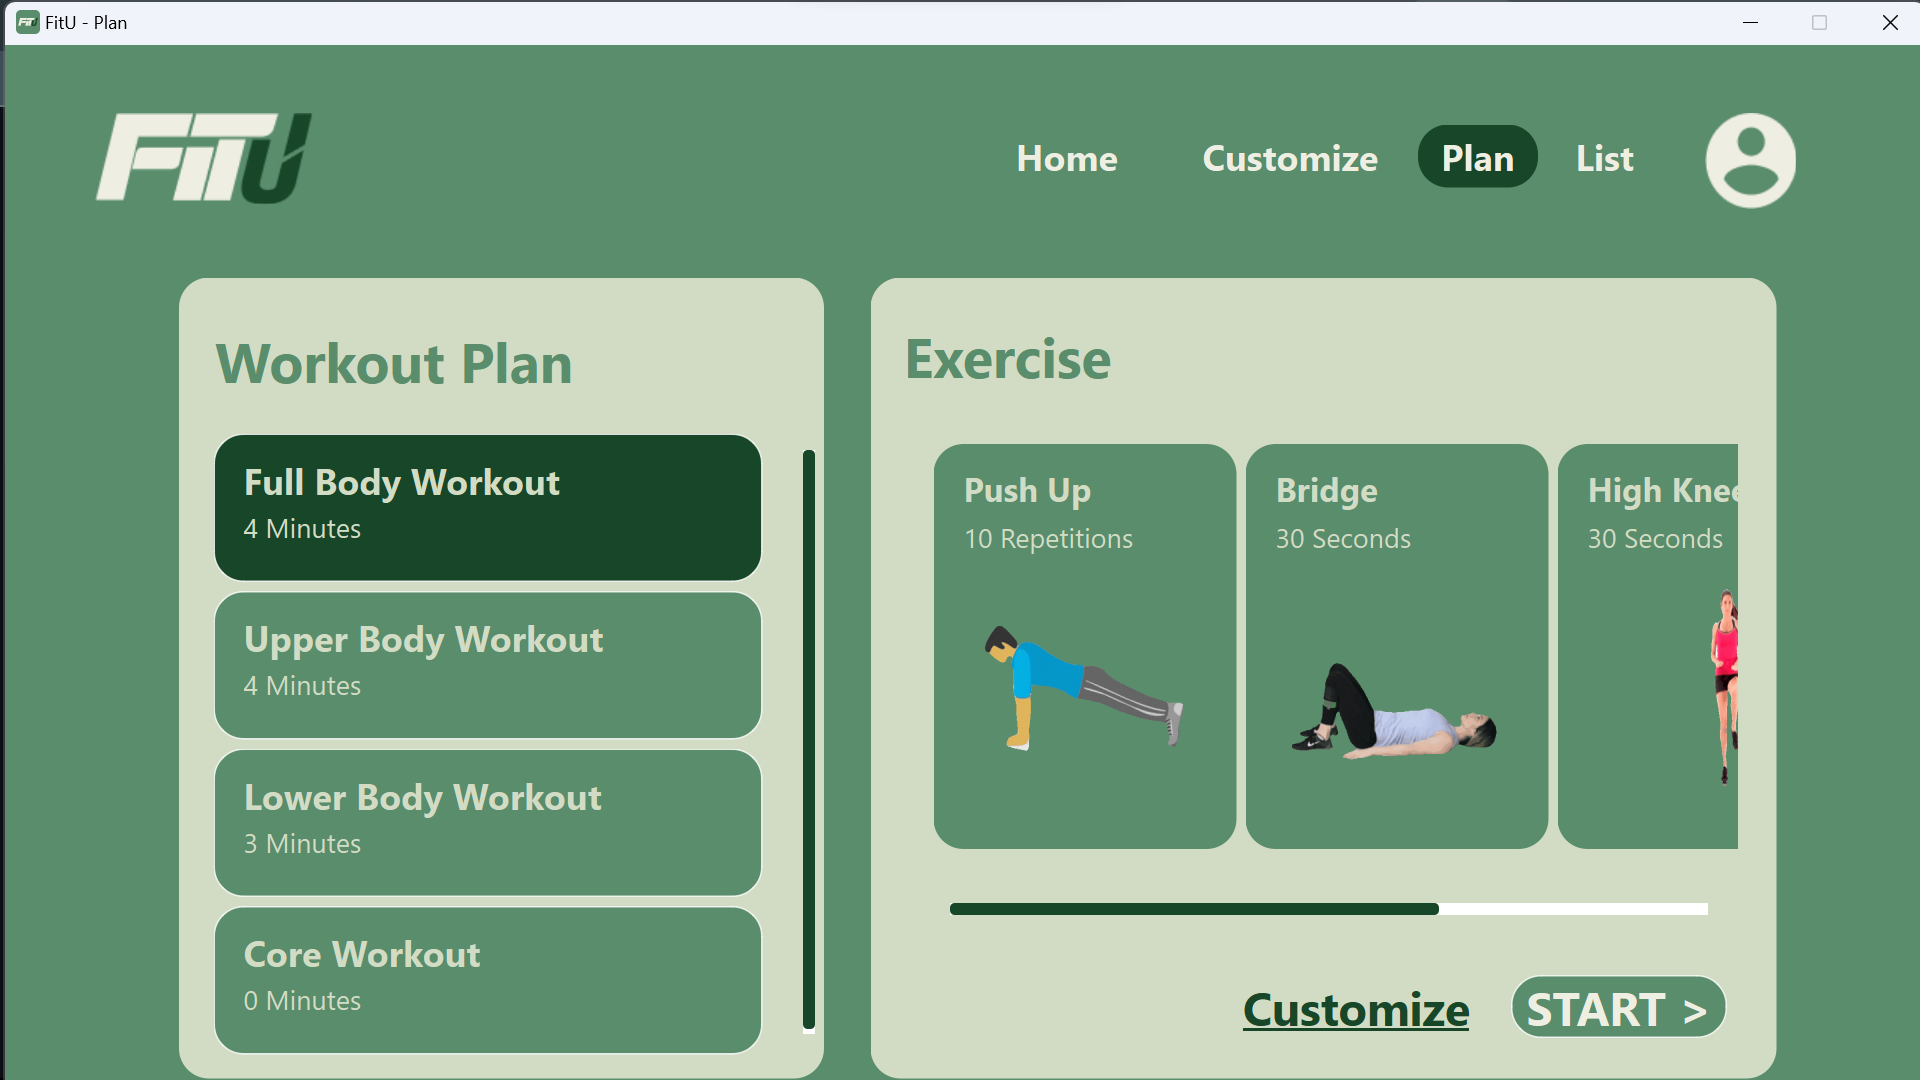 FitU - Plan
FITU
Home
Customize
Plan
List
Workout Plan
Full Body Workout
4 Minutes
Upper Body Workout
4 Minutes
Lower Body Workout
3 Minutes
Core Workout
0 Minutes
Exercise
Push Up
10 Repetitions
Bridge
30 Seconds
High Knee
30 Seconds
Customize
START >